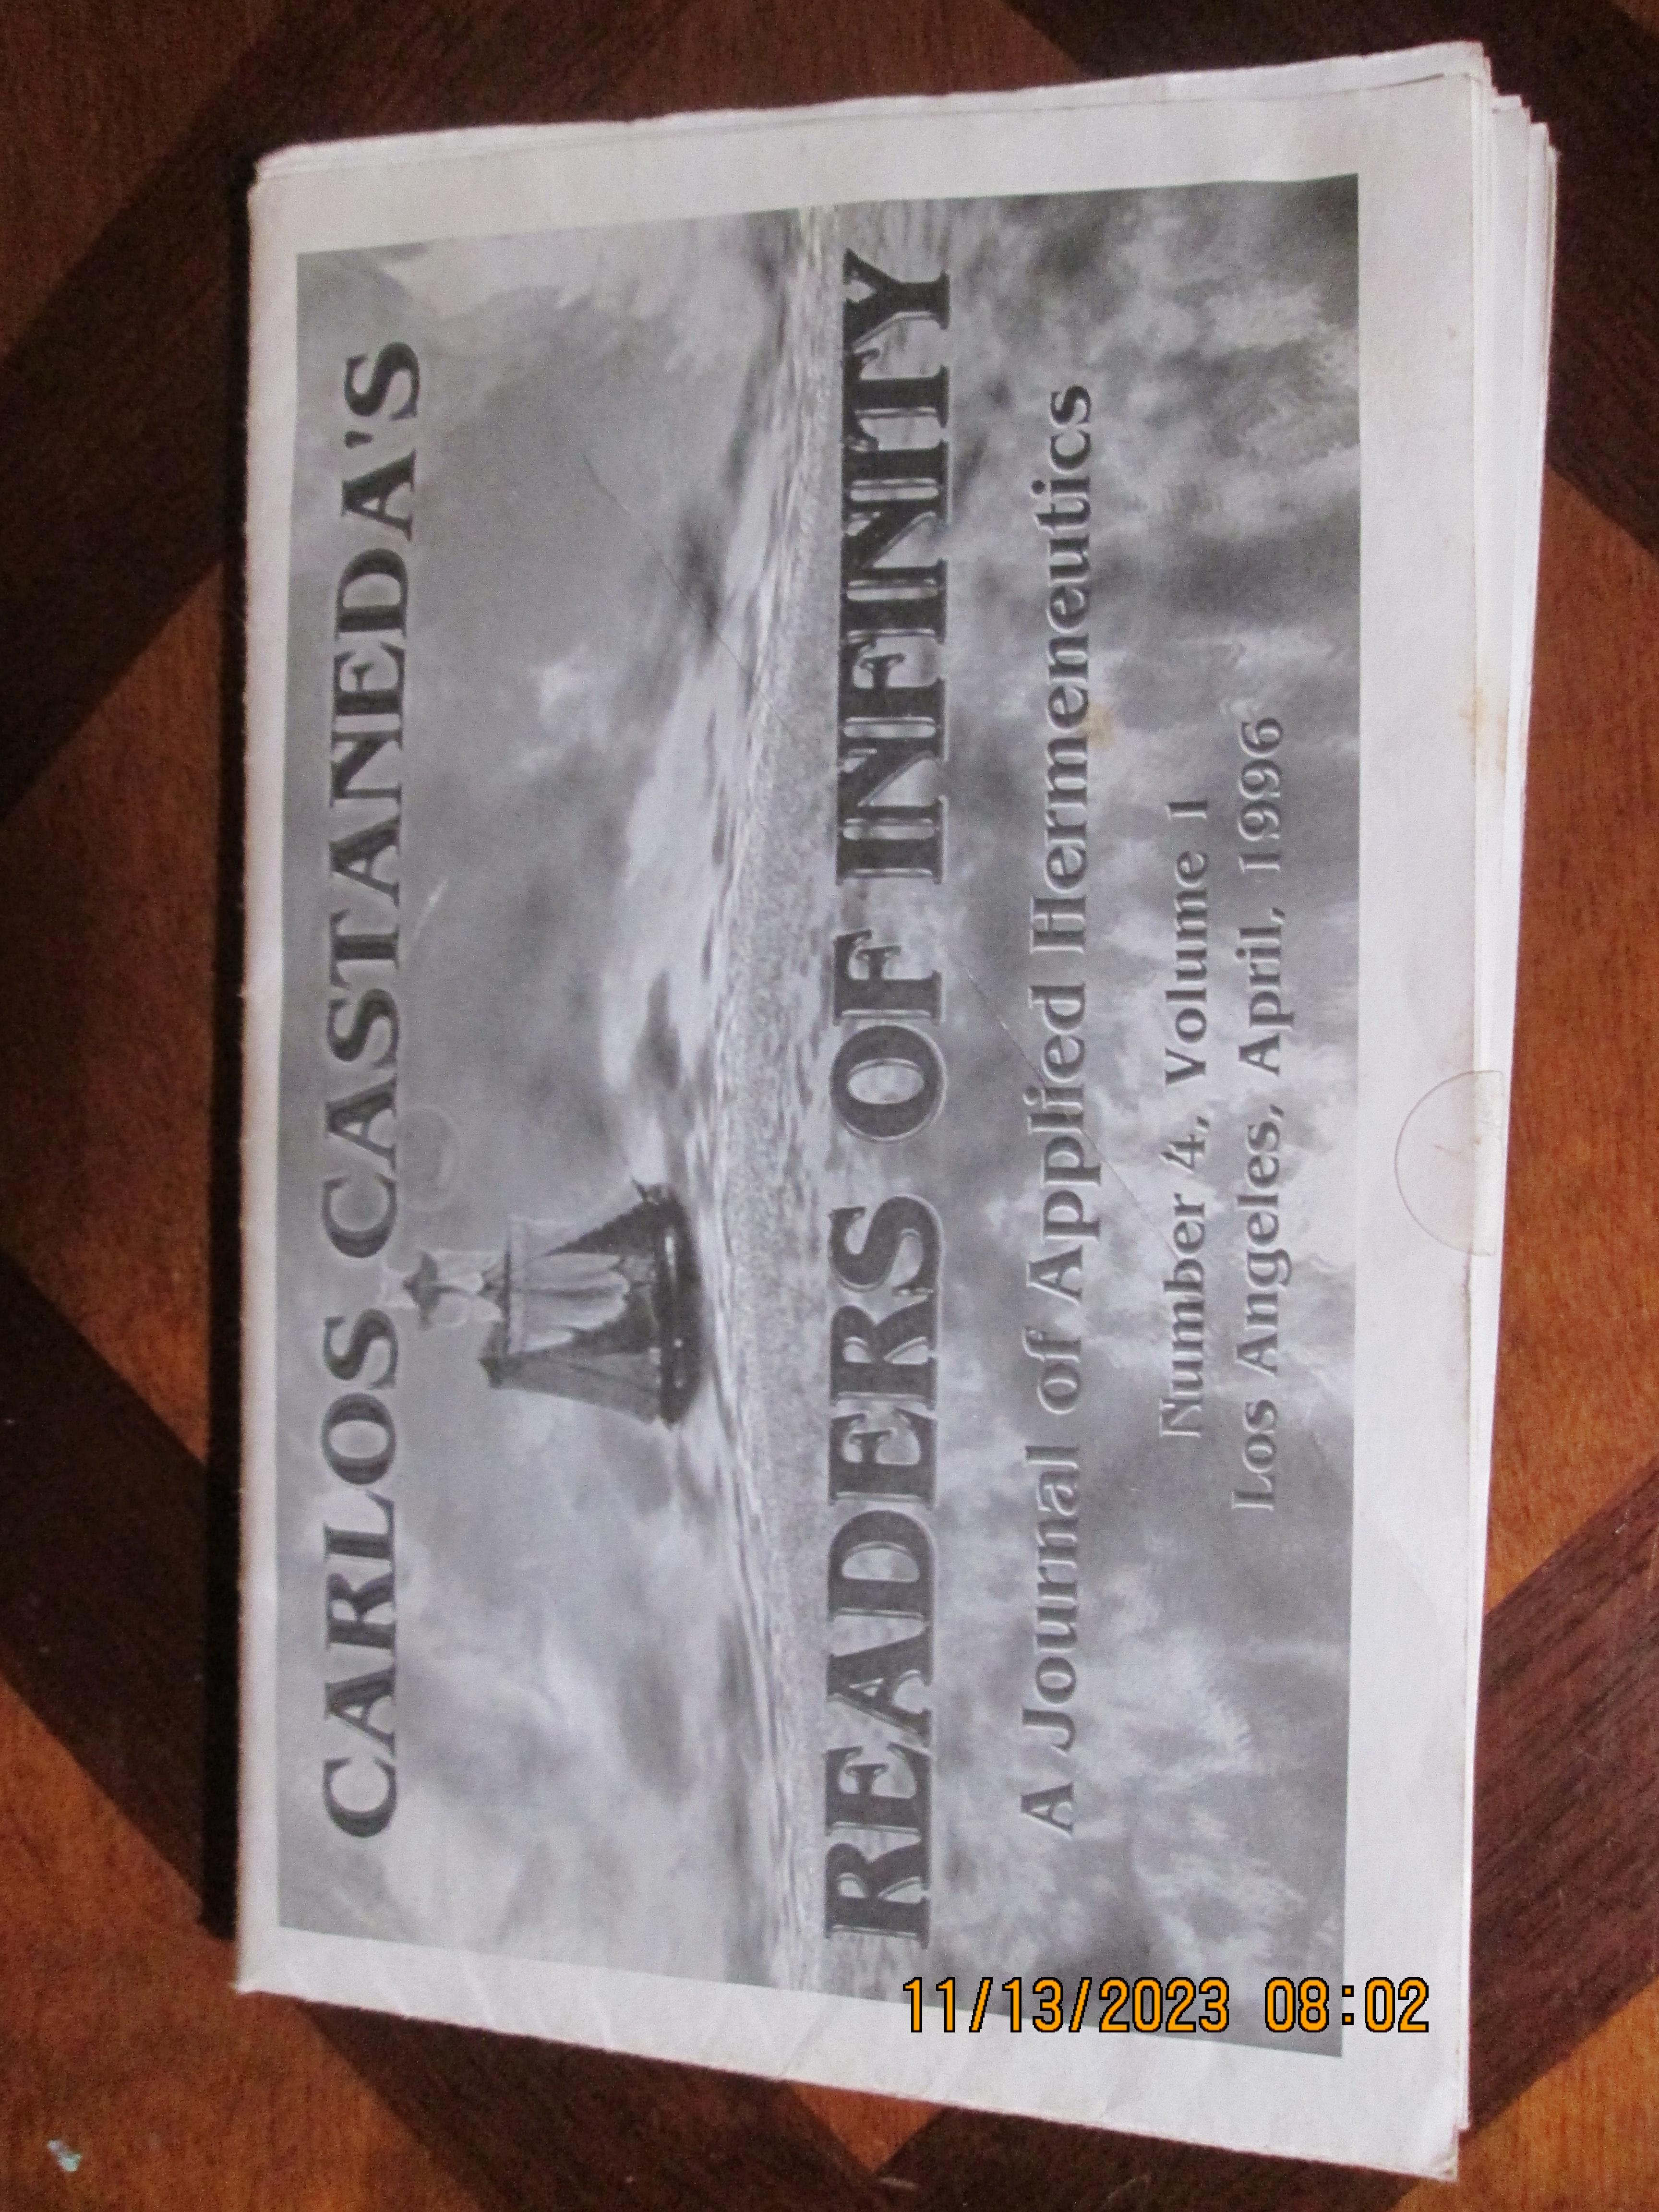 CARLOS CASTANEDA'S
READERS OF INFINITY
A Journal of Applied Hermeneutics
Number 4, Volume 1
Los Angeles, April, 1996
11/13/2023 08:02